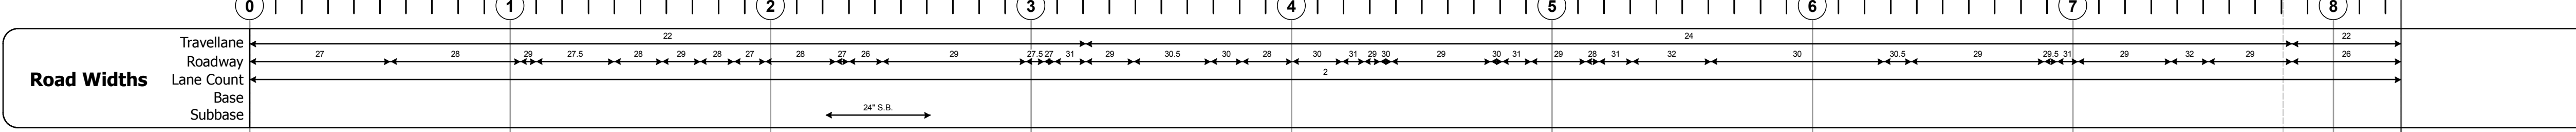 0 1 2 3 4 5 6 7 8
Road Widths
Travellane 22 24 22
Roadway 27 28 29 27.5 28 29 28 27 28 27 26 29 27.5 27 31 29 30.5 30 28 30 31 29 30 29 30 31 29 28 31 32 30 30.5 29 29.5 31 29 32 29 26
Lane Count 2
Base
Subbase 24" S.B.